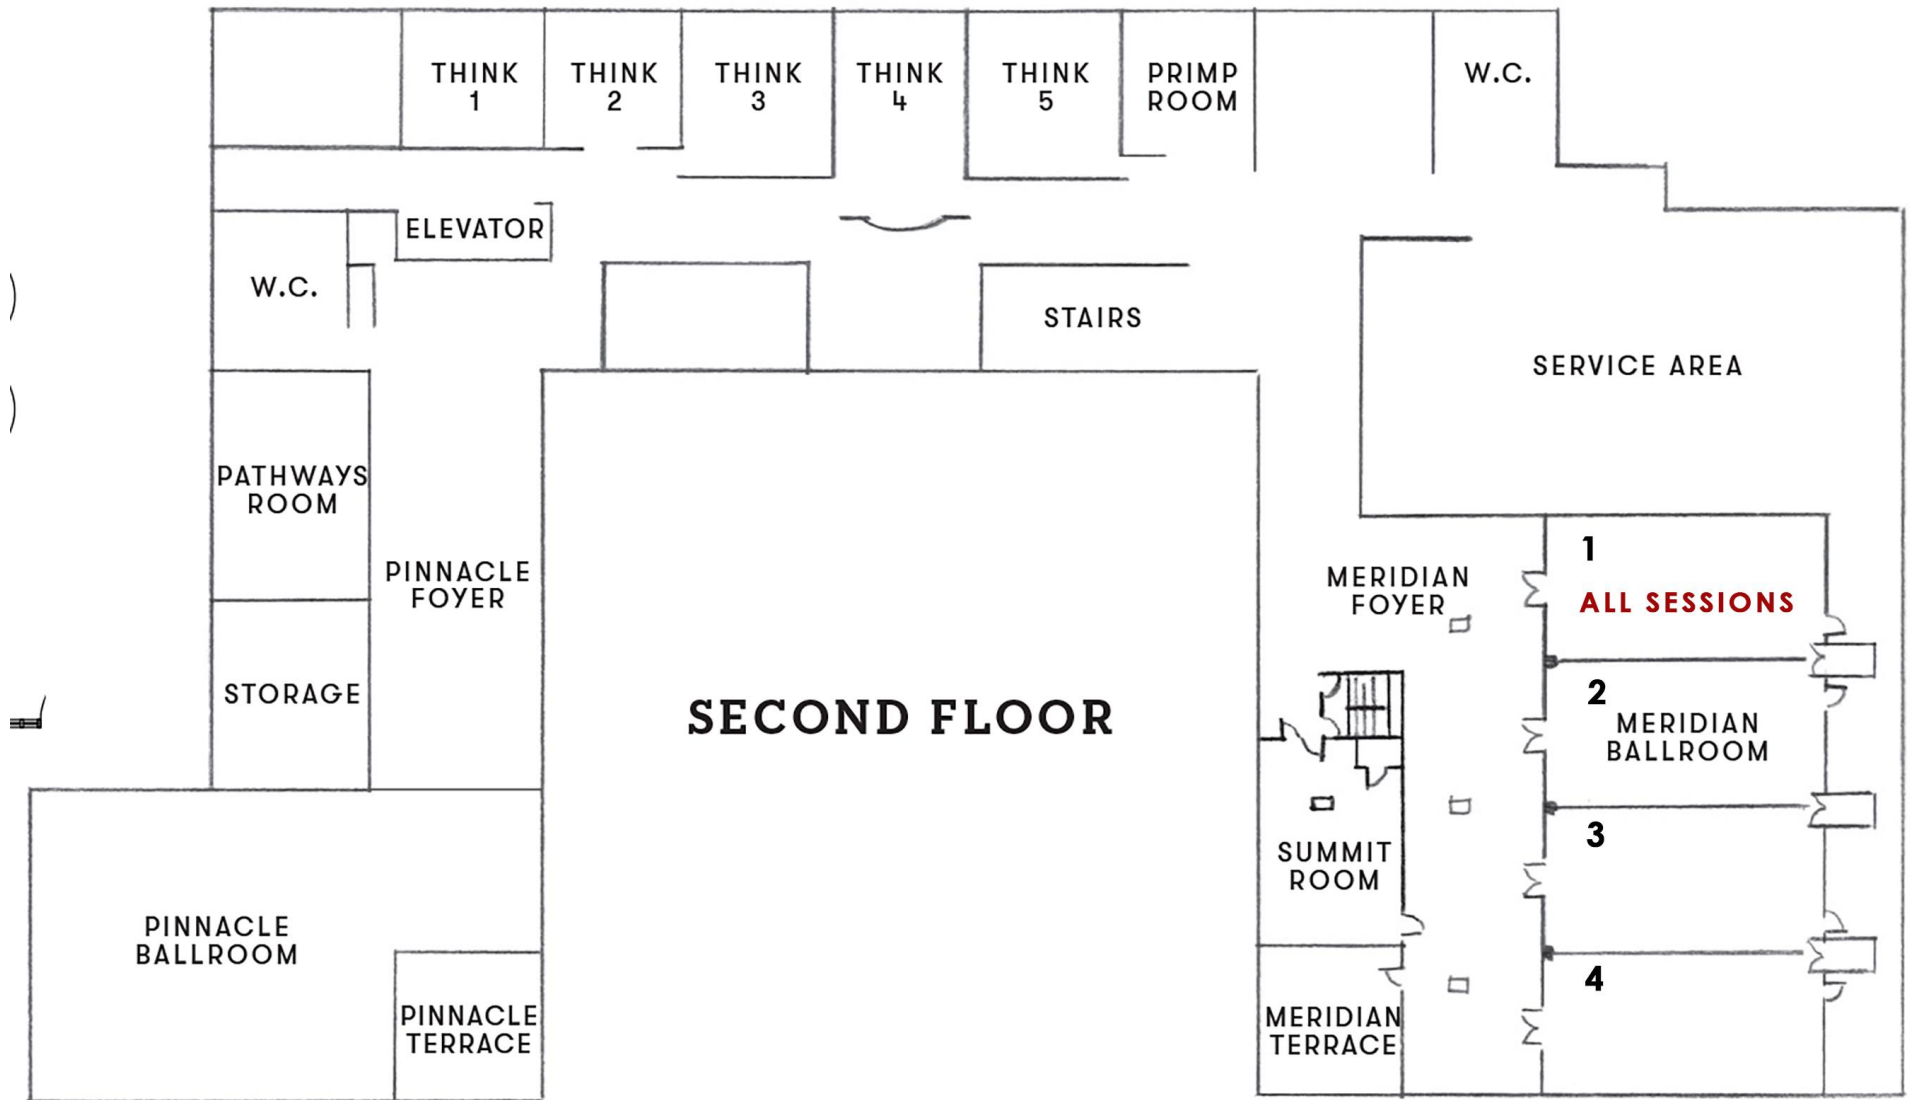 THINK
1
THINK
2
THINK
3
THINK
4
THINK
5
PRIMP
ROOM
W.C.
ELEVATOR
W.C.
STAIRS
SERVICE AREA
PATHWAYS
ROOM
PINNACLE
FOYER
MERIDIAN
FOYER
1
ALL SESSIONS
STORAGE
SECOND FLOOR
2
MERIDIAN
BALLROOM
3
SUMMIT
ROOM
PINNACLE
BALLROOM
4
PINNACLE
TERRACE
MERIDIAN
TERRACE